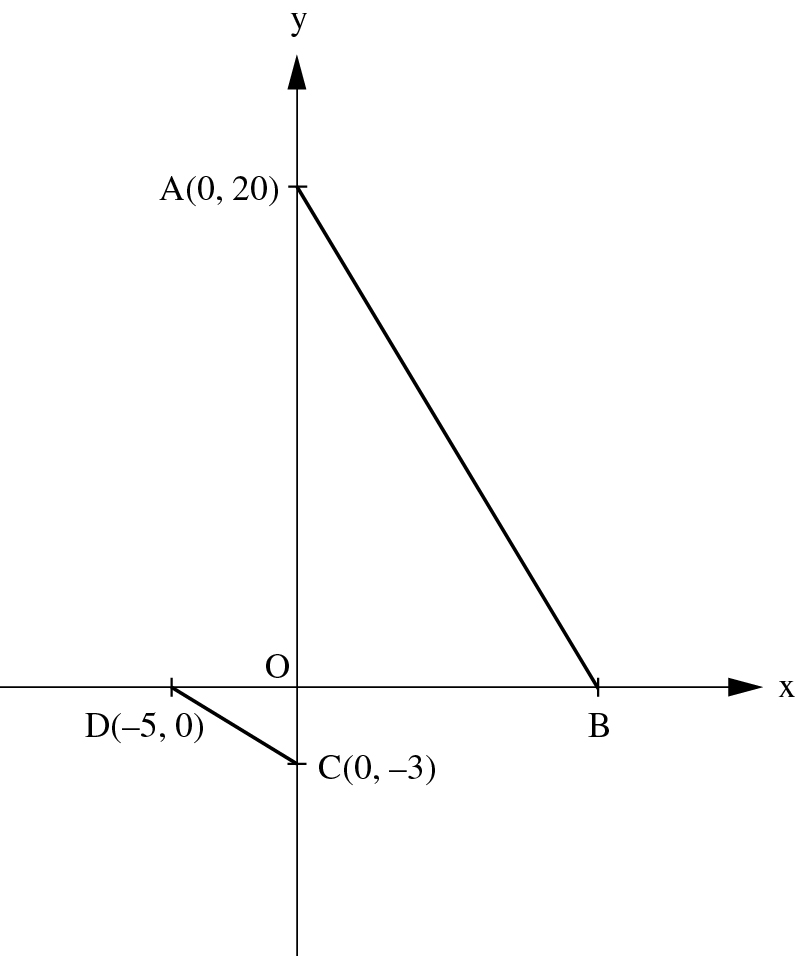 y
A(0, 20)
O
x
D(–5, 0)
B
C(0, –3)